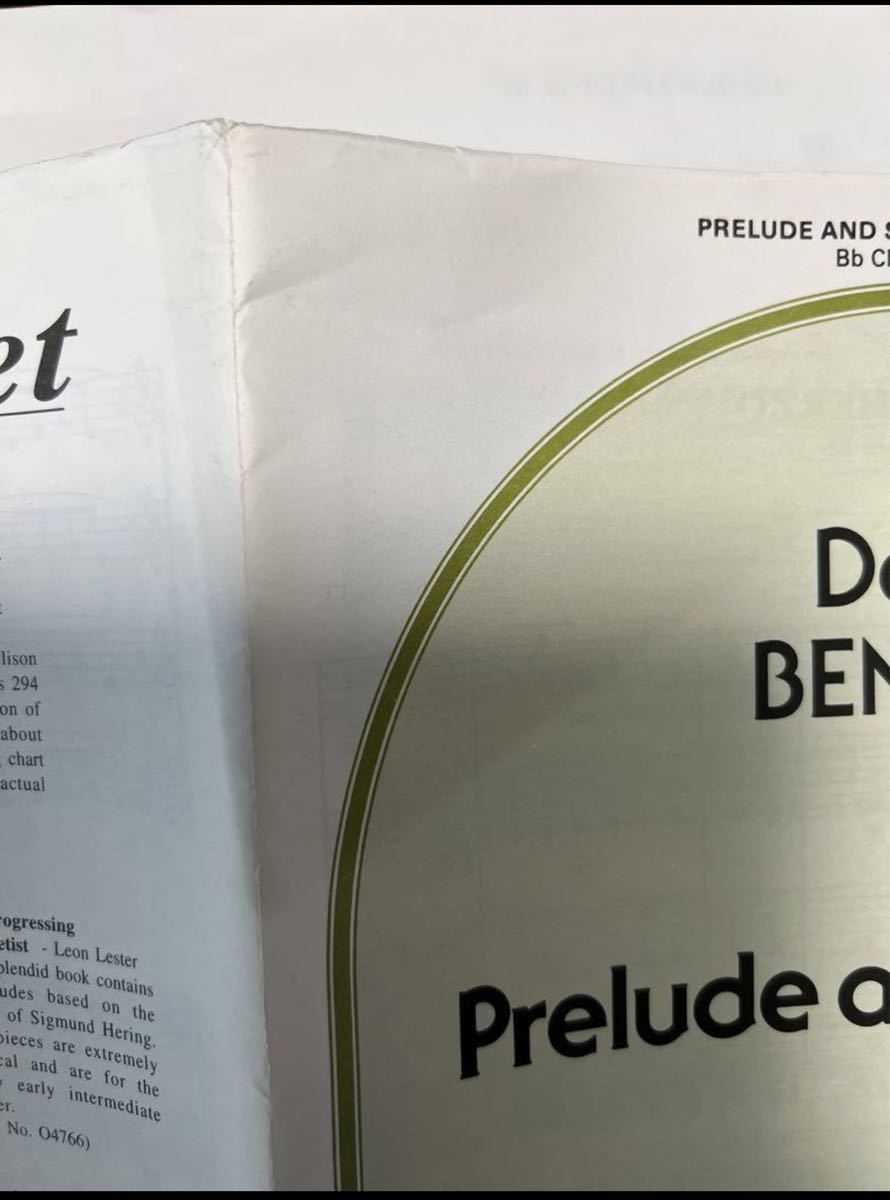 et
lison
s 294
on of
about
chart
actual
rogressing
etist - Leon Lester
plendid book contains
udes based on the
of Sigmund Hering.
pieces are extremely
cal and are for the
early intermediate
er.
No. O4766)
PRELUDE AND S
Bb Cl
De
BEN
Prelude a